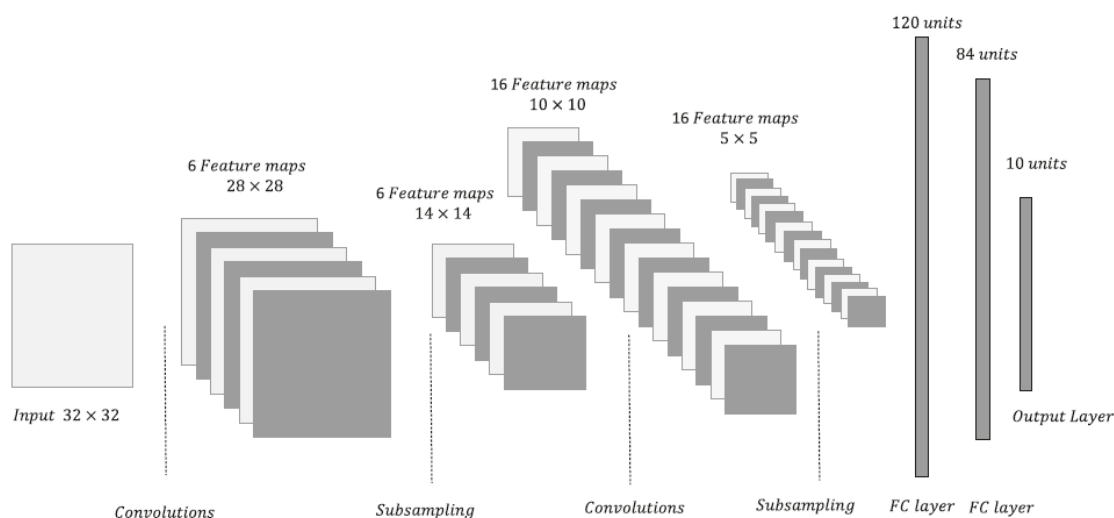 120 units
84 units
16 Feature maps
10 × 10
16 Feature maps
5 × 5
6 Feature maps
28 × 28
10 units
6 Feature maps
14 × 14
Input 32 × 32
Output Layer
Convolutions
Subsampling
Convolutions
Subsampling
FC layer
FC layer